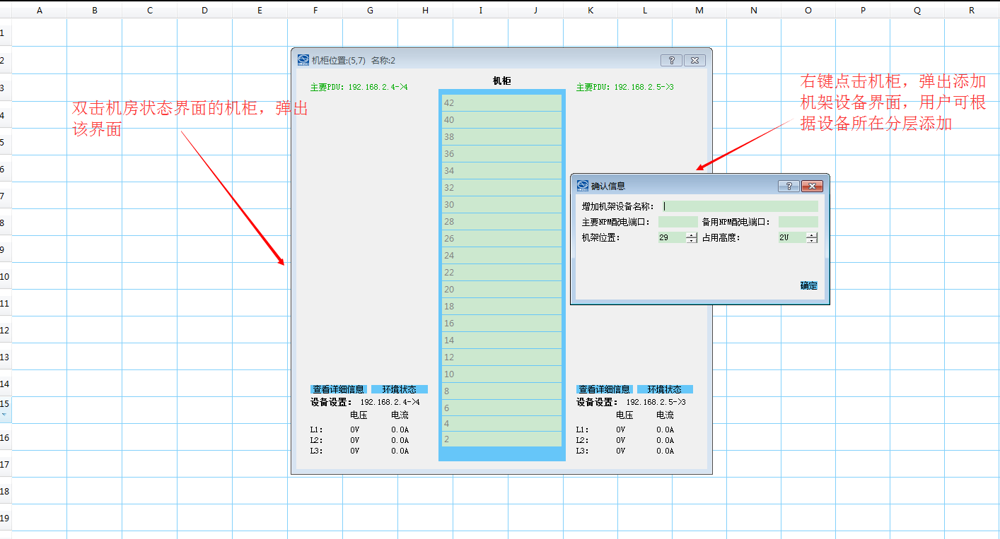 A B C D E F G H I J K L M N O P Q R
1
2
3
4
5
6
7
8
9
10
11
12
13
14
15
16
17
18
19
双击机房状态界面的机柜，弹出
该界面
机柜位置:(5,7) 名称:2
?
主要PDU: 192.168.2.4->4
机柜
主要PDU: 192.168.2.5->3
42
40
38
36
34
32
30
28
26
24
22
20
18
16
14
12
10
8
6
4
2
查看详细信息 环境状态
设备设置: 192.168.2.4->4
电压 电流
L1: 0V 0.0A
L2: 0V 0.0A
L3: 0V 0.0A
查看详细信息 环境状态
设备设置: 192.168.2.5->3
电压 电流
L1: 0V 0.0A
L2: 0V 0.0A
L3: 0V 0.0A
右键点击机柜，弹出添加
机架设备界面，用户可根
据设备所在分层添加
确认信息
?
增加机架设备名称:
主要NPM配电端口: 备用NPM配电端口:
机架位置: 29 占用高度: 2U
确定